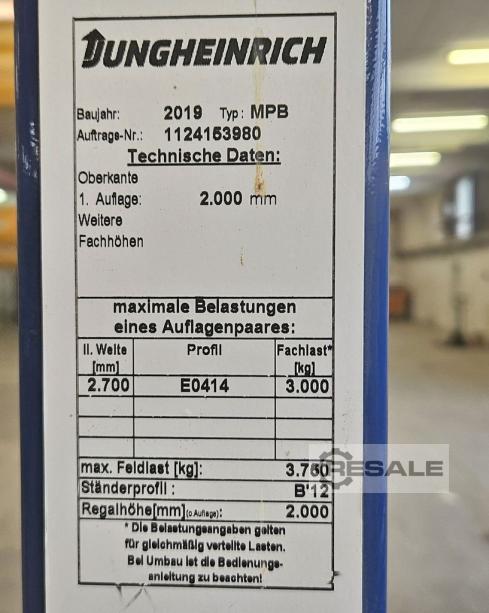 JUNGHEINRICH
Baujahr: 2019 Typ: MPB
Auftrags-Nr.: 1124153980
Technische Daten:
Oberkante
1. Auflage: 2.000 mm
Weitere
Fachhöhen
maximale Belastungen
eines Auflagenpaares:
li. Weite Profil Fachlast*
[mm] [kg]
2.700 E0414 3.000
max. Feldlast [kg]: 3.750
RESALE
Ständerprofil : B'12
Regalhöhe[mm](o.Auflage): 2.000
* Die Belastungsangaben gelten
für gleichmäßig verteilte Lasten.
Bei Umbau ist die Bedienungs-
anleitung zu beachten!